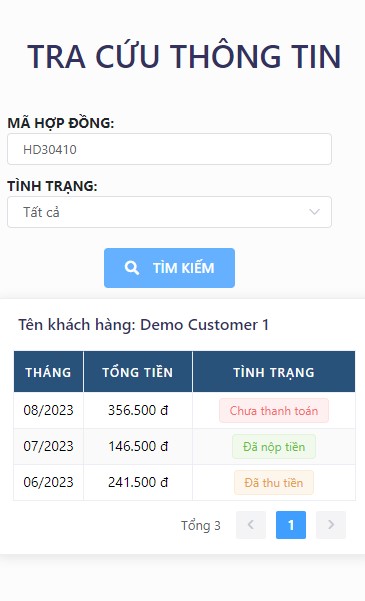 TRA CỨU THÔNG TIN
MÃ HỢP ĐỒNG:
HD30410
TÌNH TRẠNG:
Tất cả
TÌM KIẾM
Tên khách hàng: Demo Customer 1
THÁNG TỔNG TIỀN TÌNH TRẠNG
08/2023 356.500 đ Chưa thanh toán
07/2023 146.500 đ Đã nộp tiền
06/2023 241.500 đ Đã thu tiền
Tổng 3 1